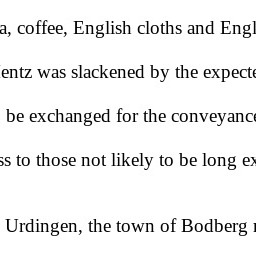 a, coffee, English cloths and Engl
entz was slackened by the expecte
be exchanged for the conveyance
ss to those not likely to be long ex
Urdingen, the town of Bodberg